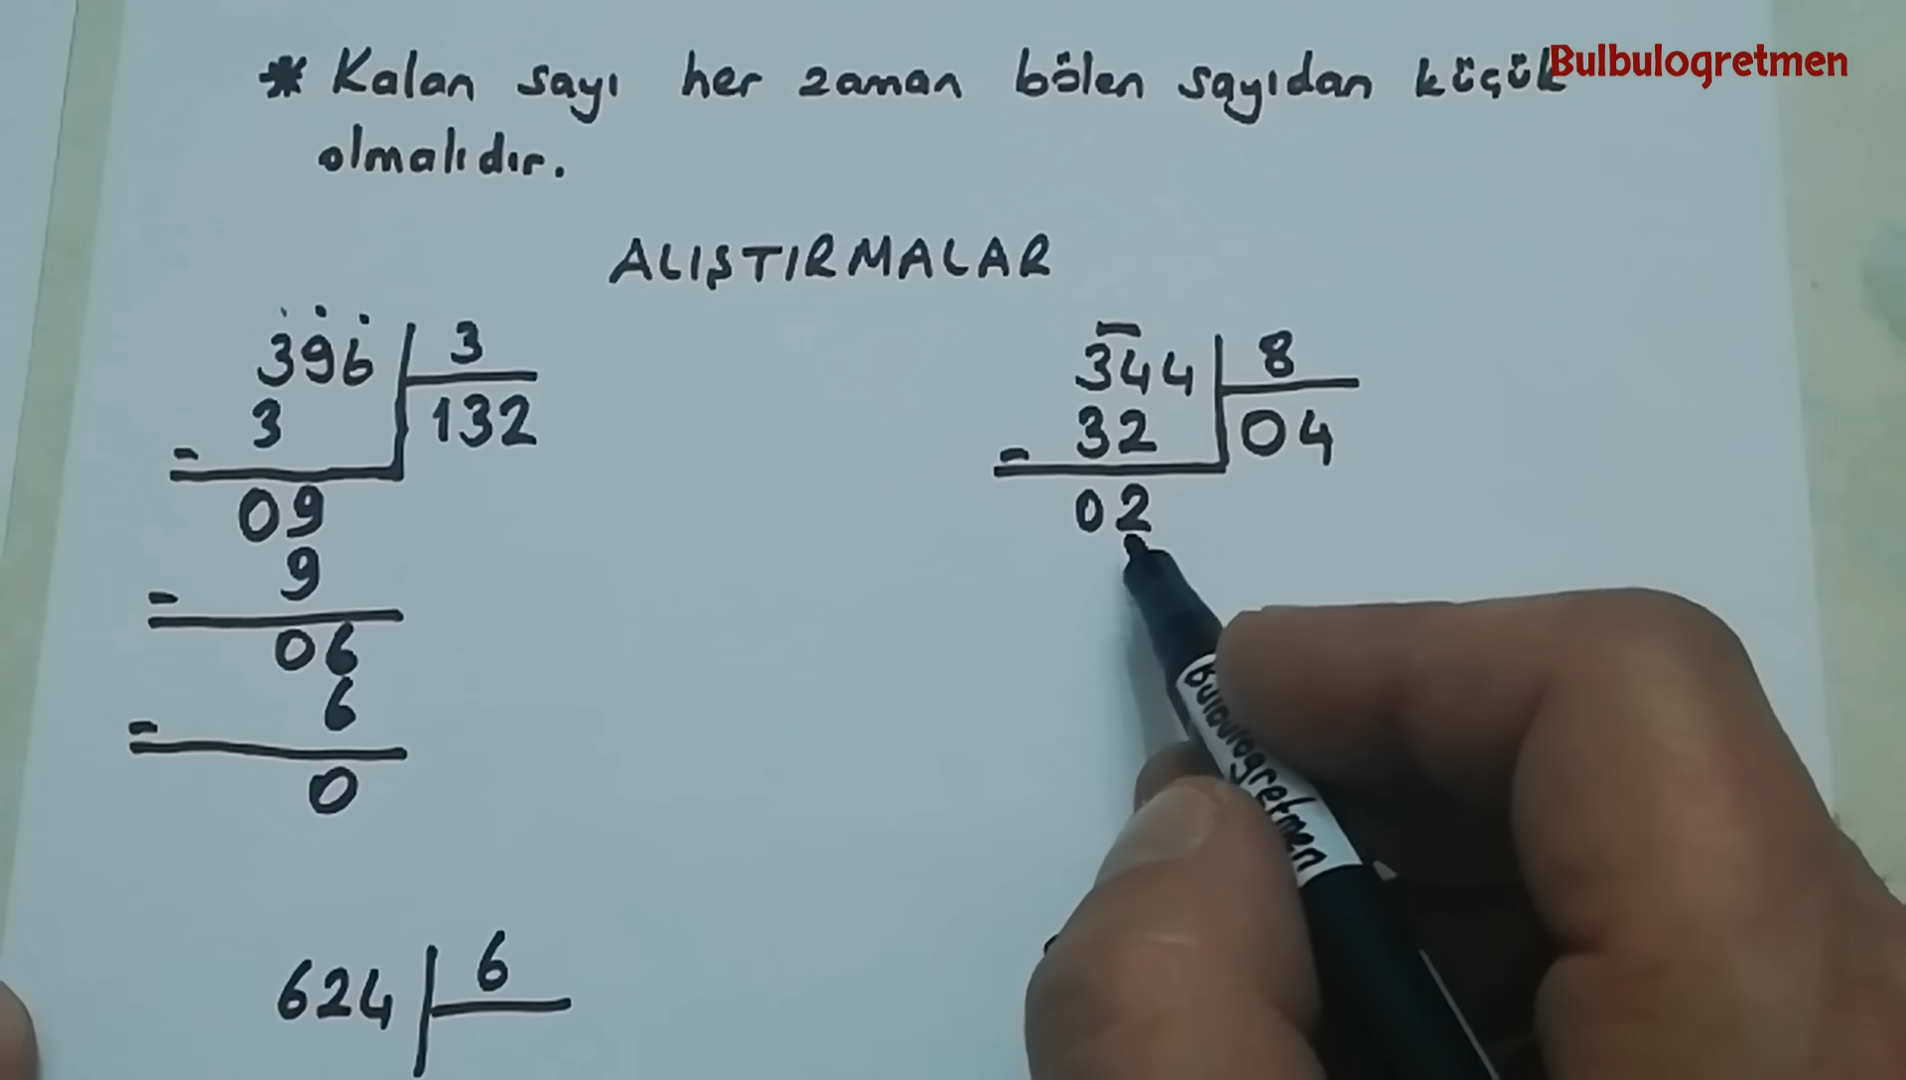 * Kalan sayı her zaman bölen sayıdan küçük
olmalıdır.
Bulbulogretmen
ALIŞTIRMALAR
396 3
- 3 132
09
- 9
06
- 6
0
344 8
- 32 04
02
Bulbulogretmen
624 6